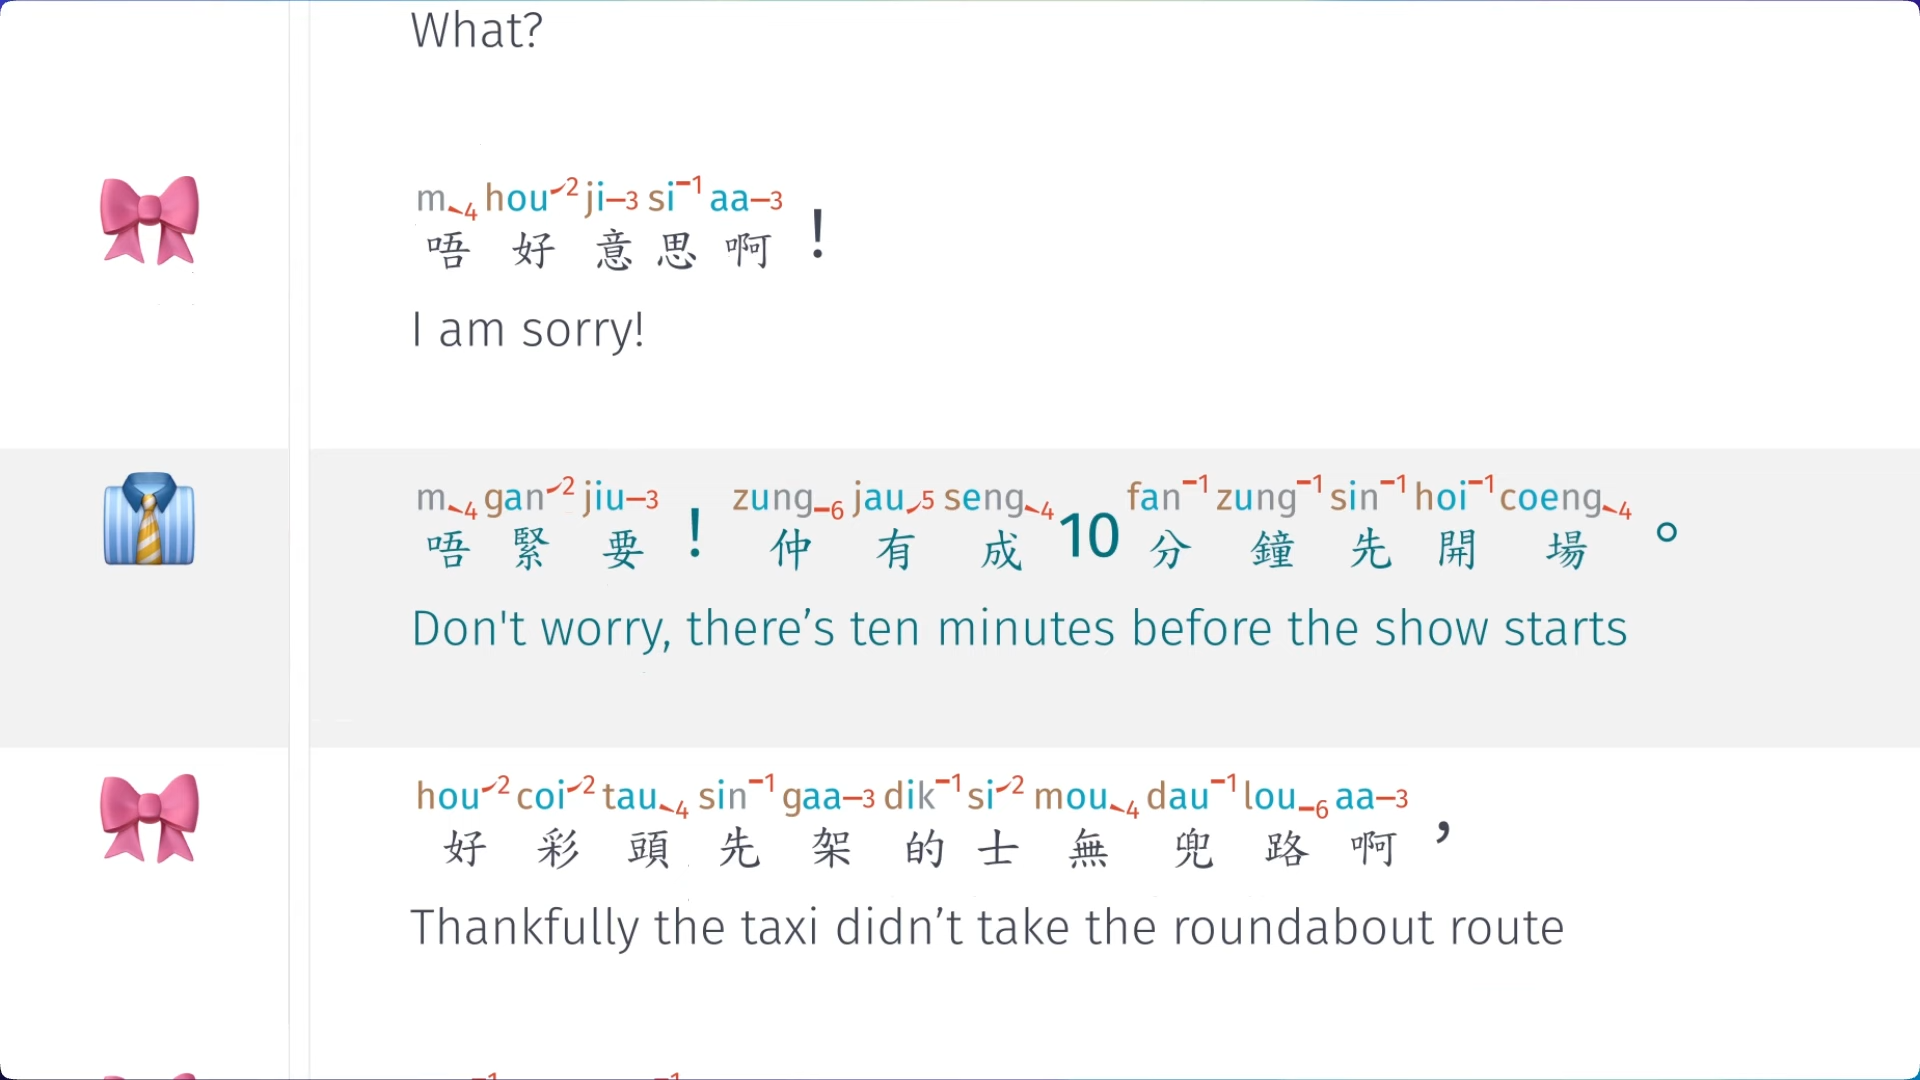 What?
m4 hou2 ji3 si1 aa3
唔好意思啊！
I am sorry!
m4 gan2 jiu3 zung6 jau5 seng4 fan1 zung1 sin1 hoi1 coeng4
唔緊要！仲有成10分鐘先開場。
Don't worry, there’s ten minutes before the show starts
hou2 coi2 tau4 sin1 gaa3 dik1 si2 mou4 dau1 lou6 aa3
好彩頭先架的士無兜路啊，
Thankfully the taxi didn’t take the roundabout route